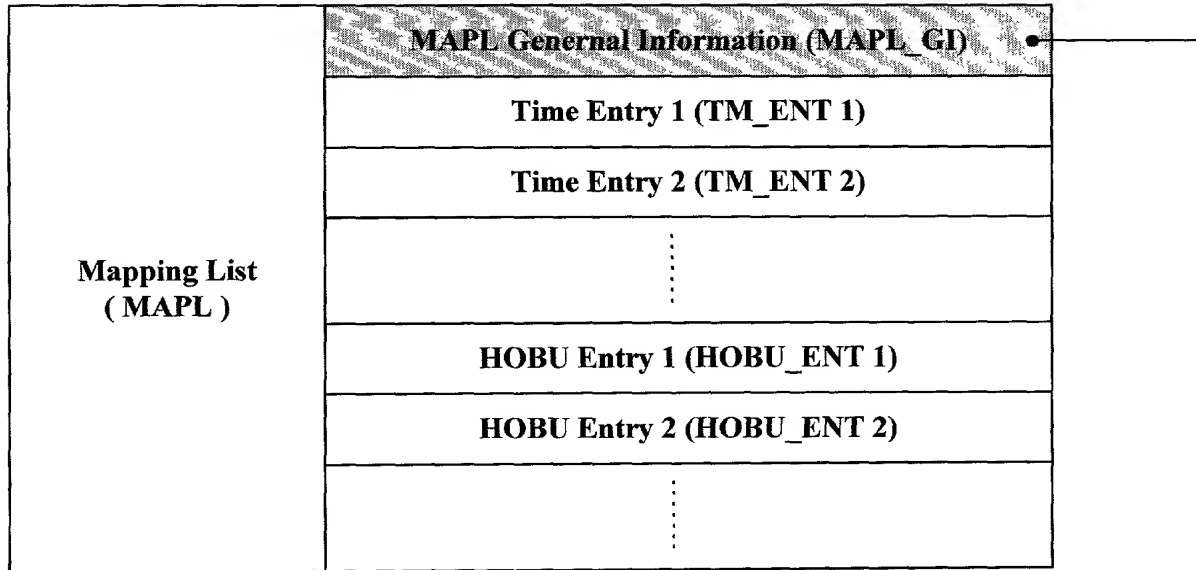 MAPL Genernal Information (MAPL_GI)
Time Entry 1 (TM_ENT 1)
Time Entry 2 (TM_ENT 2)
Mapping List
( MAPL )
HOBU Entry 1 (HOBU_ENT 1)
HOBU Entry 2 (HOBU_ENT 2)